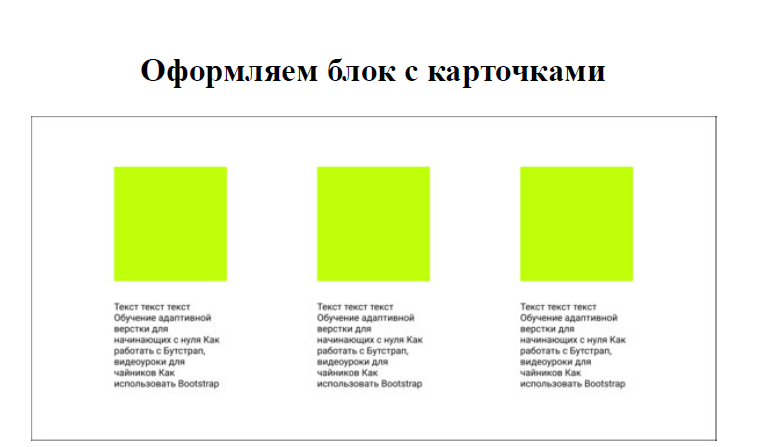 Оформляем блок с карточками
Текст текст текст
Обучение адаптивной
верстки для
начинающих с нуля Как
работать с Бутстрап,
видеоуроки для
чайников Как
использовать Bootstrap
Текст текст текст
Обучение адаптивной
верстки для
начинающих с нуля Как
работать с Бутстрап,
видеоуроки для
чайников Как
использовать Bootstrap
Текст текст текст
Обучение адаптивной
верстки для
начинающих с нуля Как
работать с Бутстрап,
видеоуроки для
чайников Как
использовать Bootstrap